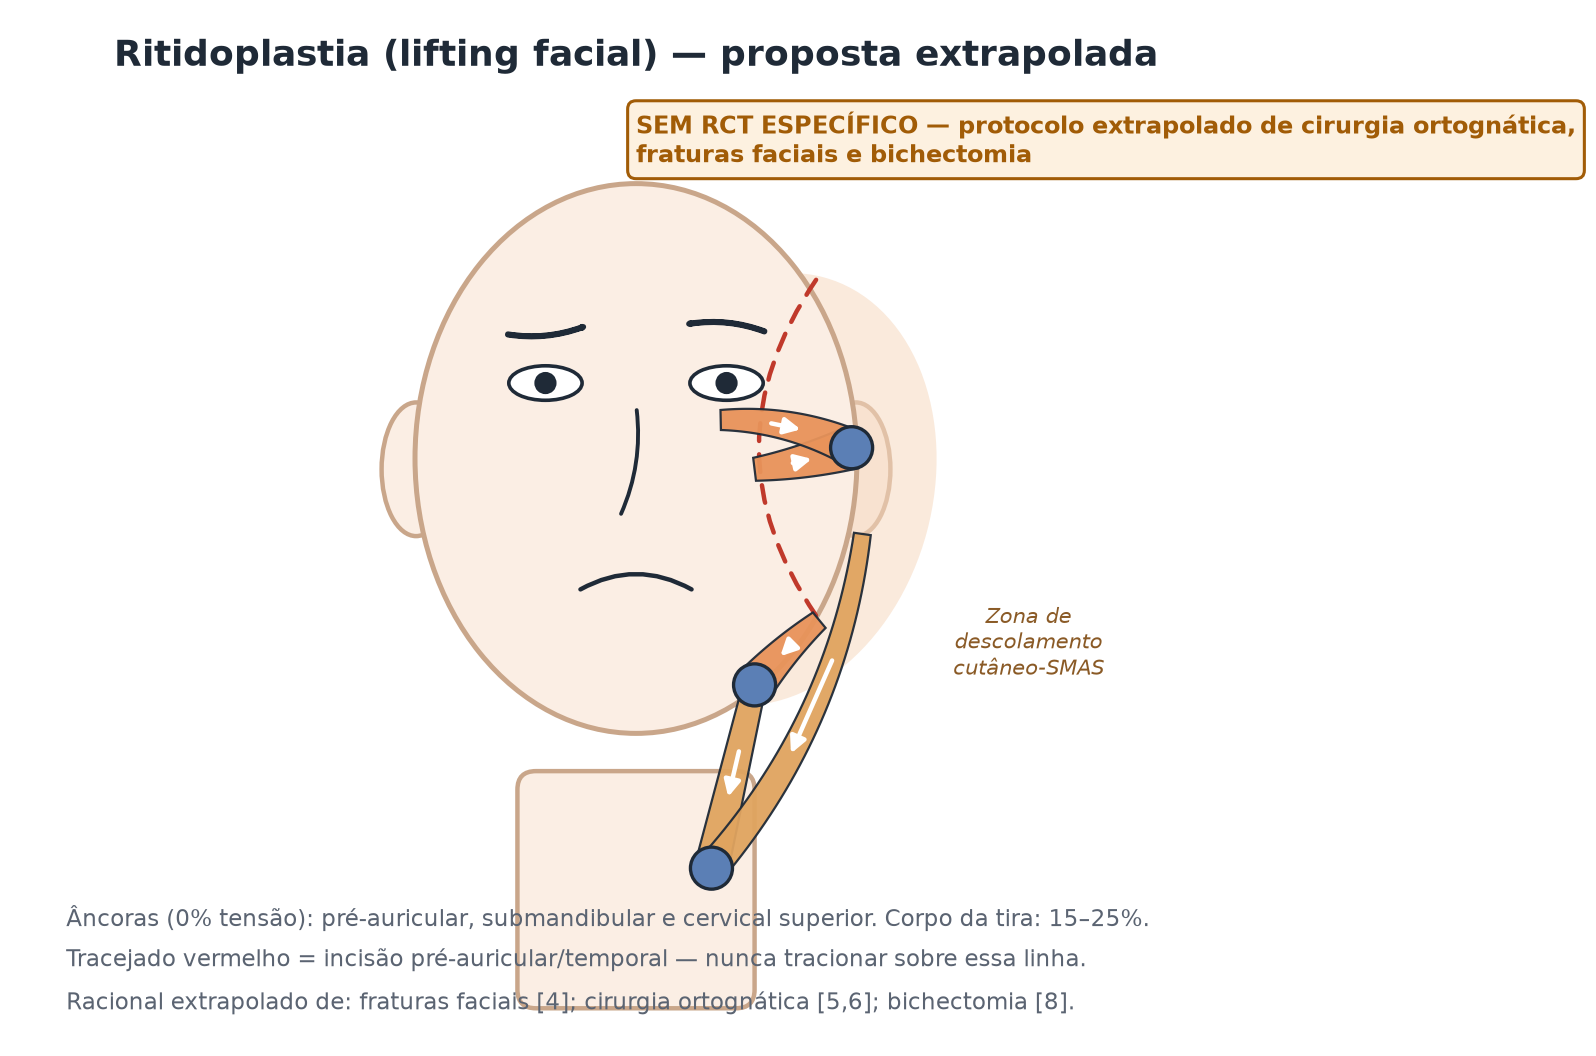 Ritidoplastia (lifting facial) — proposta extrapolada
SEM RCT ESPECÍFICO — protocolo extrapolado de cirurgia ortognática,
fraturas faciais e bichectomia
Zona de
descolamento
cutâneo-SMAS
Âncoras (0% tensão): pré-auricular, submandibular e cervical superior. Corpo da tira: 15–25%.
Tracejado vermelho = incisão pré-auricular/temporal — nunca tracionar sobre essa linha.
Racional extrapolado de: fraturas faciais [4]; cirurgia ortognática [5,6]; bichectomia [8].